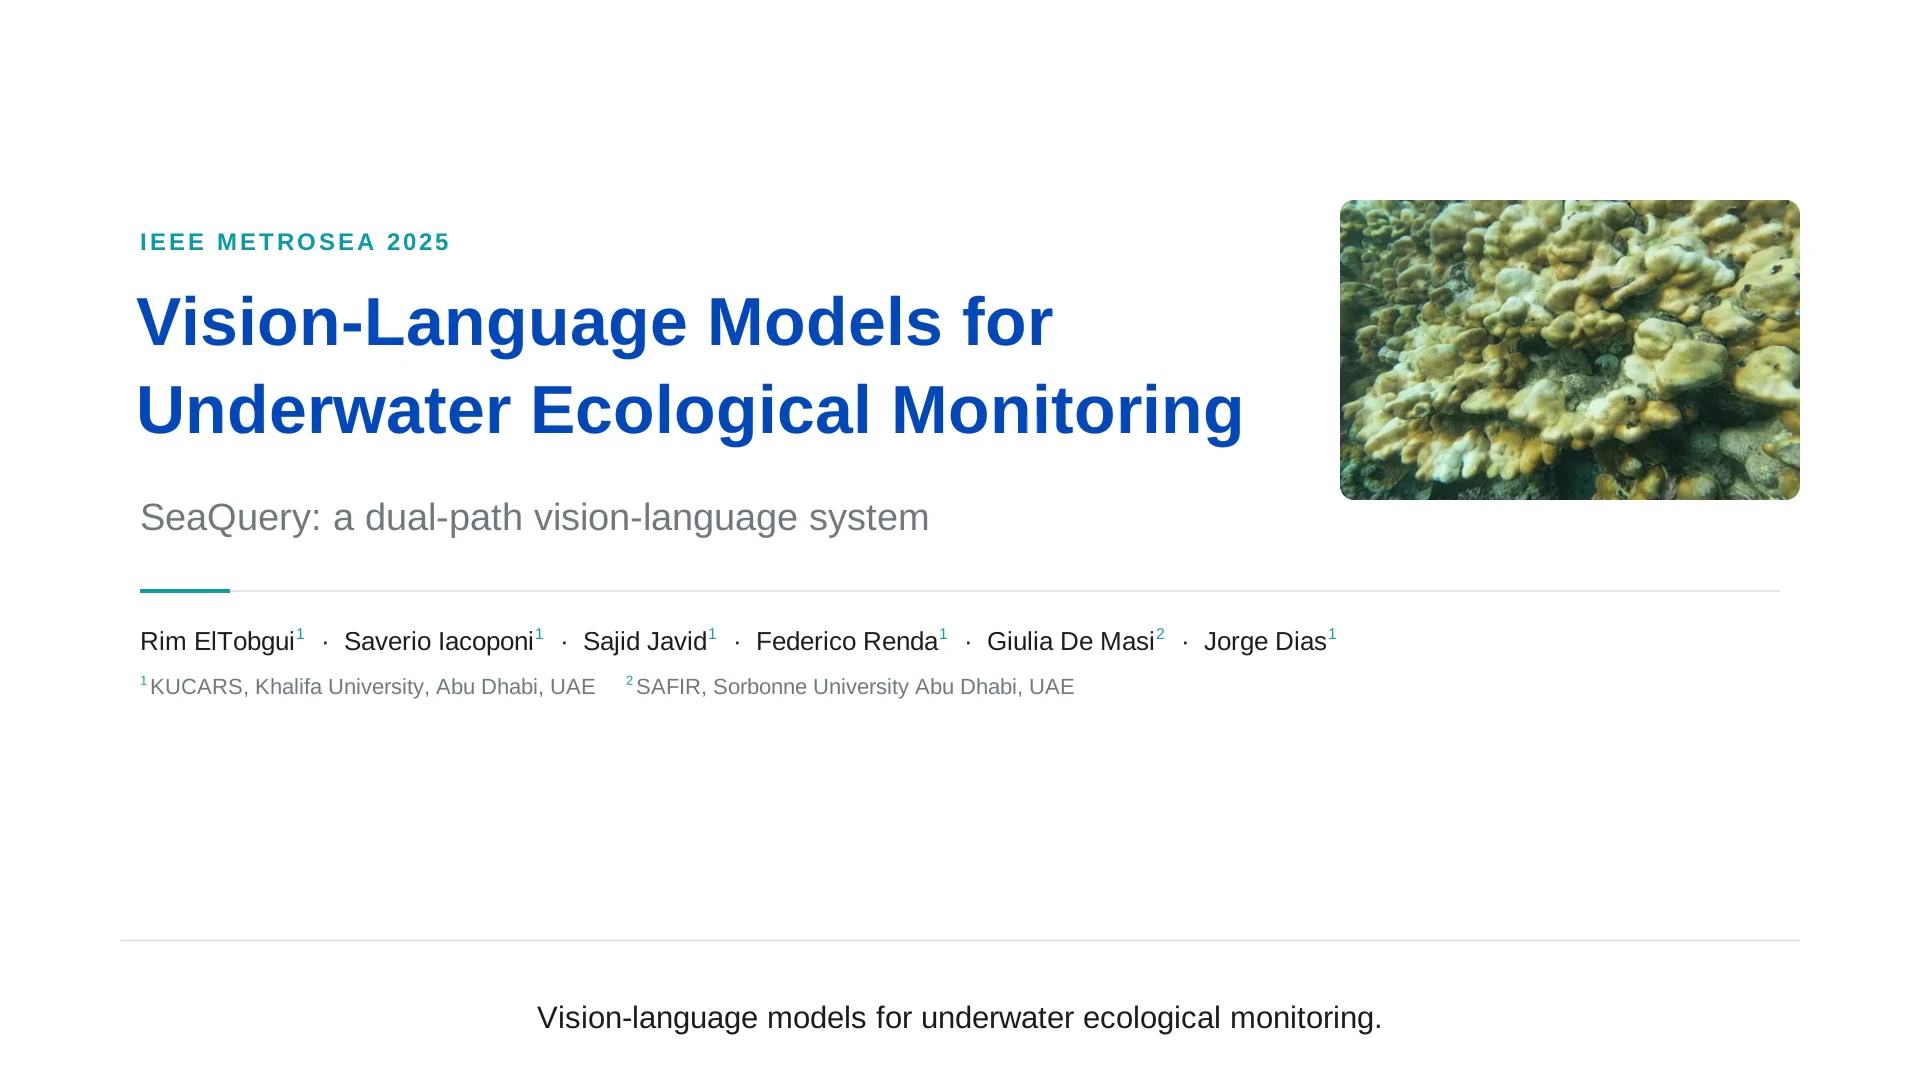 IEEE METROSEA 2025
Vision-Language Models for
Underwater Ecological Monitoring
SeaQuery: a dual-path vision-language system
Rim ElTobgui¹ · Saverio Iacoponi¹ · Sajid Javid¹ · Federico Renda¹ · Giulia De Masi² · Jorge Dias¹
¹KUCARS, Khalifa University, Abu Dhabi, UAE ²SAFIR, Sorbonne University Abu Dhabi, UAE
Vision-language models for underwater ecological monitoring.